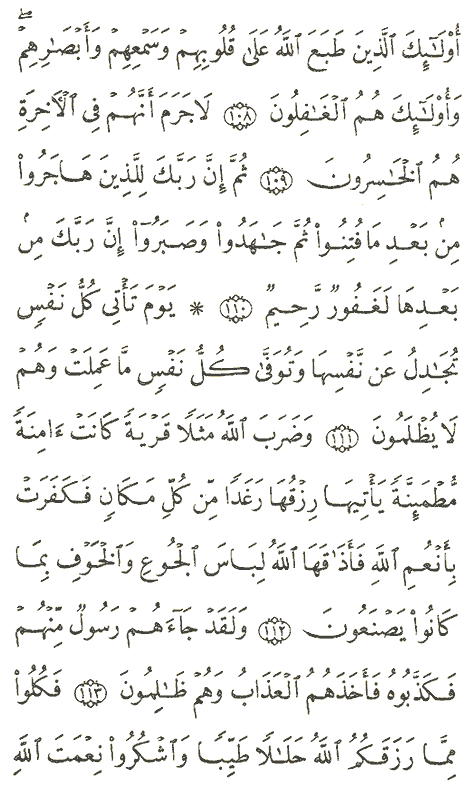 أُوْلَٰٓئِكَ ٱلَّذِينَ طَبَعَ ٱللَّهُ عَلَىٰ قُلُوبِهِمۡ وَسَمۡعِهِمۡ وَأَبۡصَٰرِهِمۡۖ
وَأُوْلَٰٓئِكَ هُمُ ٱلۡغَٰفِلُونَ ١٠٨ لَا جَرَمَ أَنَّهُمۡ فِي ٱلۡأٓخِرَةِ
هُمُ ٱلۡخَٰسِرُونَ ١٠٩ ثُمَّ إِنَّ رَبَّكَ لِلَّذِينَ هَاجَرُواْ
مِنۢ بَعۡدِ مَا فُتِنُواْ ثُمَّ جَٰهَدُواْ وَصَبَرُوٓاْ إِنَّ رَبَّكَ مِنۢ
بَعۡدِهَا لَغَفُورٞ رَّحِيمٞ ١١٠ ۞ يَوۡمَ تَأۡتِي كُلُّ نَفۡسٖ
تُجَٰدِلُ عَن نَّفۡسِهَا وَتُوَفَّىٰ كُلُّ نَفۡسٖ مَّا عَمِلَتۡ وَهُمۡ
لَا يُظۡلَمُونَ ١١١ وَضَرَبَ ٱللَّهُ مَثَلٗا قَرۡيَةٗ كَانَتۡ ءَامِنَةٗ
مُّطۡمَئِنَّةٗ يَأۡتِيهَا رِزۡقُهَا رَغَدٗا مِّن كُلِّ مَكَانٖ فَكَفَرَتۡ
بِأَنۡعُمِ ٱللَّهِ فَأَذَٰقَهَا ٱللَّهُ لِبَاسَ ٱلۡجُوعِ وَٱلۡخَوۡفِ بِمَا
كَانُواْ يَصۡنَعُونَ ١١٢ وَلَقَدۡ جَآءَهُمۡ رَسُولٞ مِّنۡهُمۡ
فَكَذَّبُوهُ فَأَخَذَهُمُ ٱلۡعَذَابُ وَهُمۡ ظَٰلِمُونَ ١١٣ فَكُلُواْ
مِمَّا رَزَقَكُمُ ٱللَّهُ حَلَٰلٗا طَيِّبٗا وَٱشۡكُرُواْ نِعۡمَتَ ٱللَّهِ